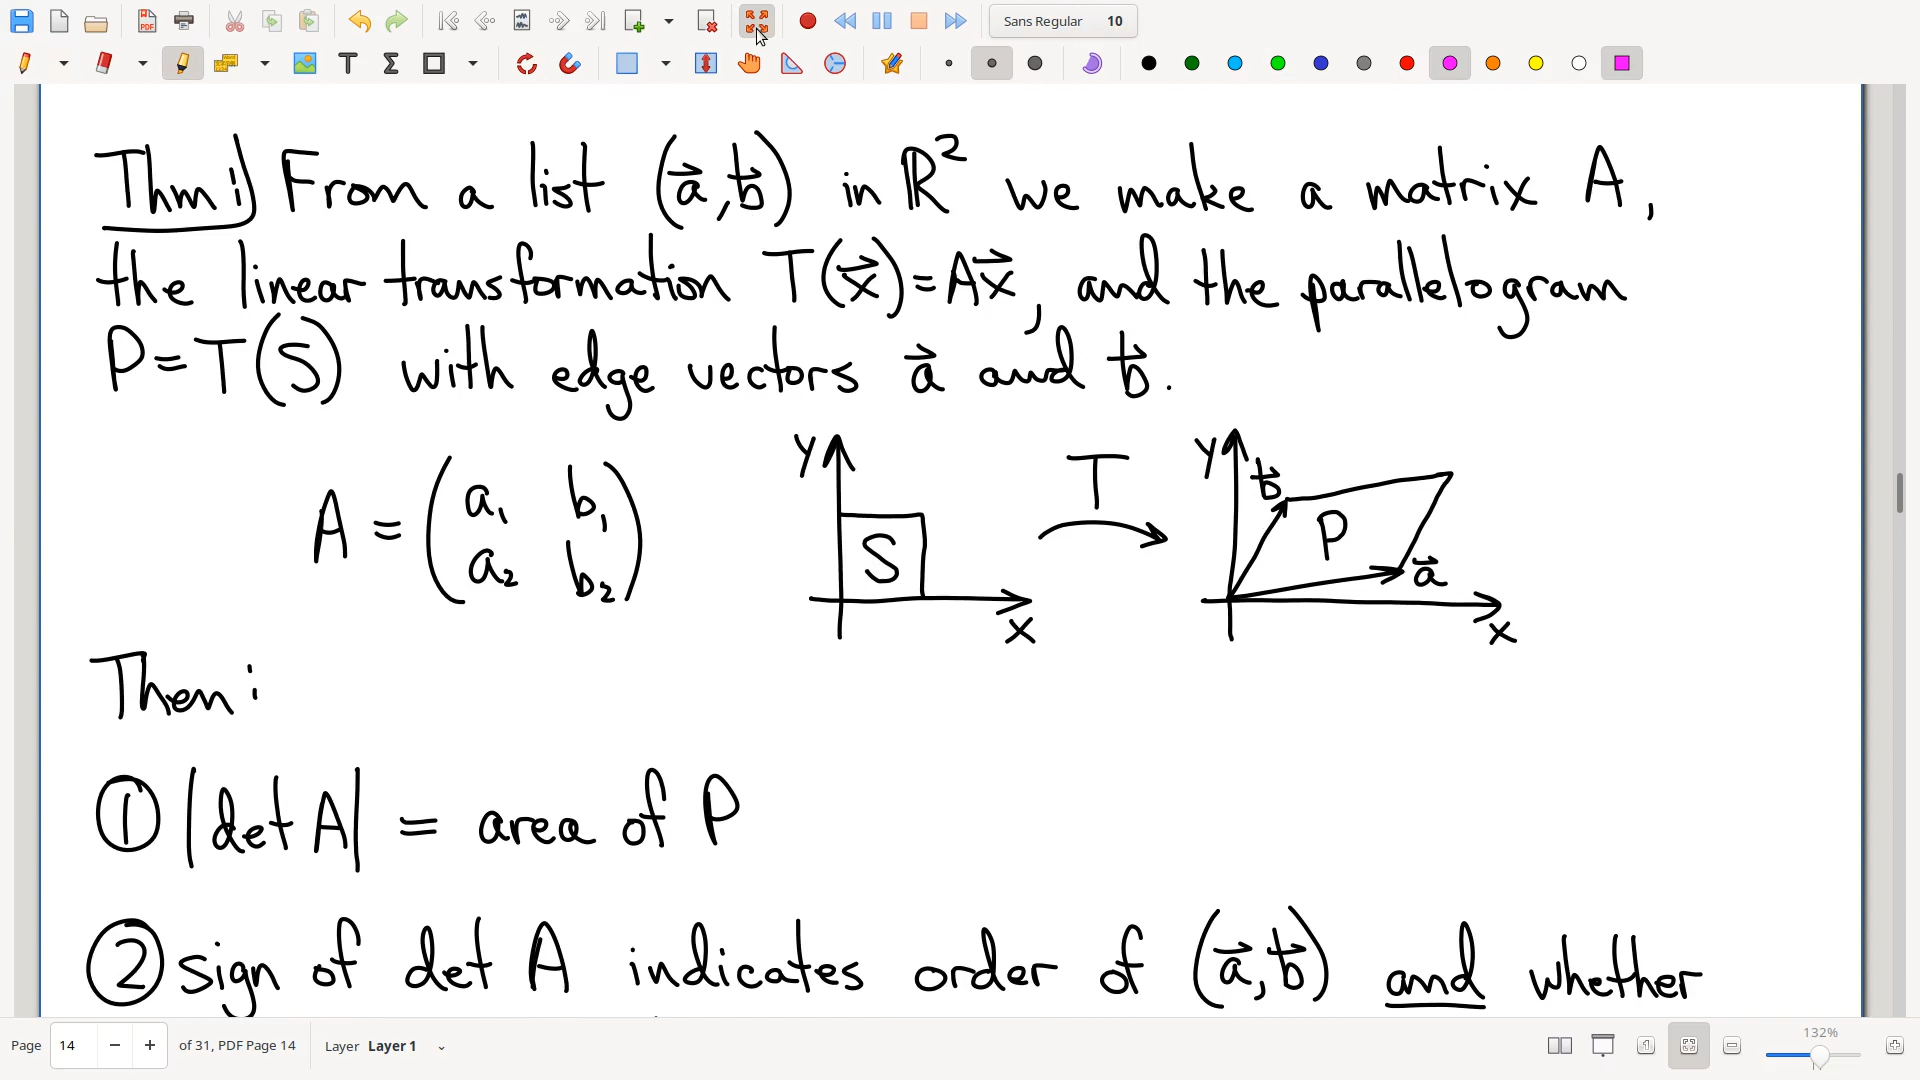 Sans Regular 10
Thm: From a list (a⃗, b⃗) in ℝ² we make a matrix A,
the linear transformation T(x⃗) = Ax⃗, and the parallelogram
P = T(S) with edge vectors a⃗ and b⃗.
A = (a₁ b₁
a₂ b₂)
y
S
x
T
y
b⃗
P
a⃗
x
Then:
① |det A| = area of P
② sign of det A indicates order of (a⃗, b⃗) and whether
Page 14 of 31, PDF Page 14 Layer Layer 1 132%